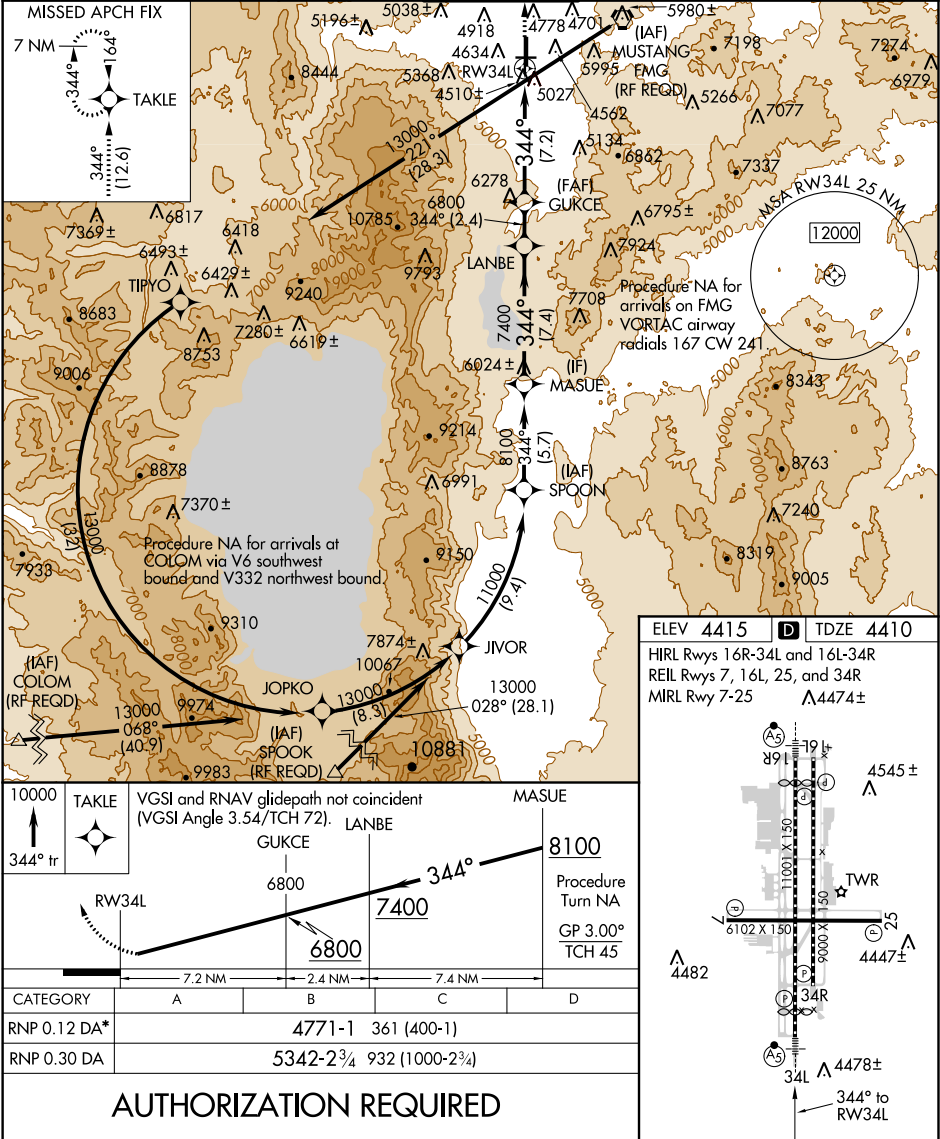 MISSED APCH FIX
7 NM
344°
164°
TAKLE
344°
(12.6)
5196±
5038±
4918
4634
4778
4701
5980±
(IAF)
MUSTANG
FMG
(RF REQD)
7198
7274
6979
8444
5368
RW34L
4510±
5027
5995
4562
5266
7077
5134
6862
7337
13000
221°
(28.3)
5000
344°
(7.2)
6278
(FAF)
GUKCE
6800
344° (2.4)
10785
6795±
7924
MSA RW34L 25 NM
12000
7369±
6817
6418
6493±
6429±
TIPYO
9793
LANBE
9240
7280±
6619±
8753
8683
9006
7708
7400
344°
(7.4)
Procedure NA for
arrivals on FMG
VORTAC airway
radials 167 CW 241.
6024±
(IF)
MASUE
8343
9214
8100
344°
(5.7)
8763
8878
6991
(IAF)
SPOON
7370±
7240
13000
(32)
Procedure NA for arrivals at
COLOM via V6 southwest
bound and V332 northwest bound.
7933
9150
8319
9005
11000
(9.4)
9310
7874±
10067
JIVOR
(IAF)
COLOM
(RF REQD)
JOPKO
13000
(8.3)
13000
028° (28.1)
13000
068°
(40.9)
9974
(IAF)
SPOOK
(RF REQD)
9983
10881
5000
6000
7000
8000
9000
ELEV 4415
D
TDZE 4410
HIRL Rwys 16R-34L and 16L-34R
REIL Rwys 7, 16L, 25, and 34R
MIRL Rwy 7-25
4474±
A5
16R
16L
4545±
P
11001 X 150
TWR
7
6102 X 150
25
9000 X 150
4447±
4482
34R
A5
34L
4478±
344° to
RW34L
10000
344° tr
TAKLE
VGSI and RNAV glidepath not coincident
(VGSI Angle 3.54/TCH 72).
GUKCE
LANBE
MASUE
344°
8100
6800
7400
6800
RW34L
Procedure
Turn NA
GP 3.00°
TCH 45
7.2 NM
2.4 NM
7.4 NM
CATEGORY A B C D
RNP 0.12 DA* 4771-1 361 (400-1)
RNP 0.30 DA 5342-2¾ 932 (1000-2¾)
AUTHORIZATION REQUIRED